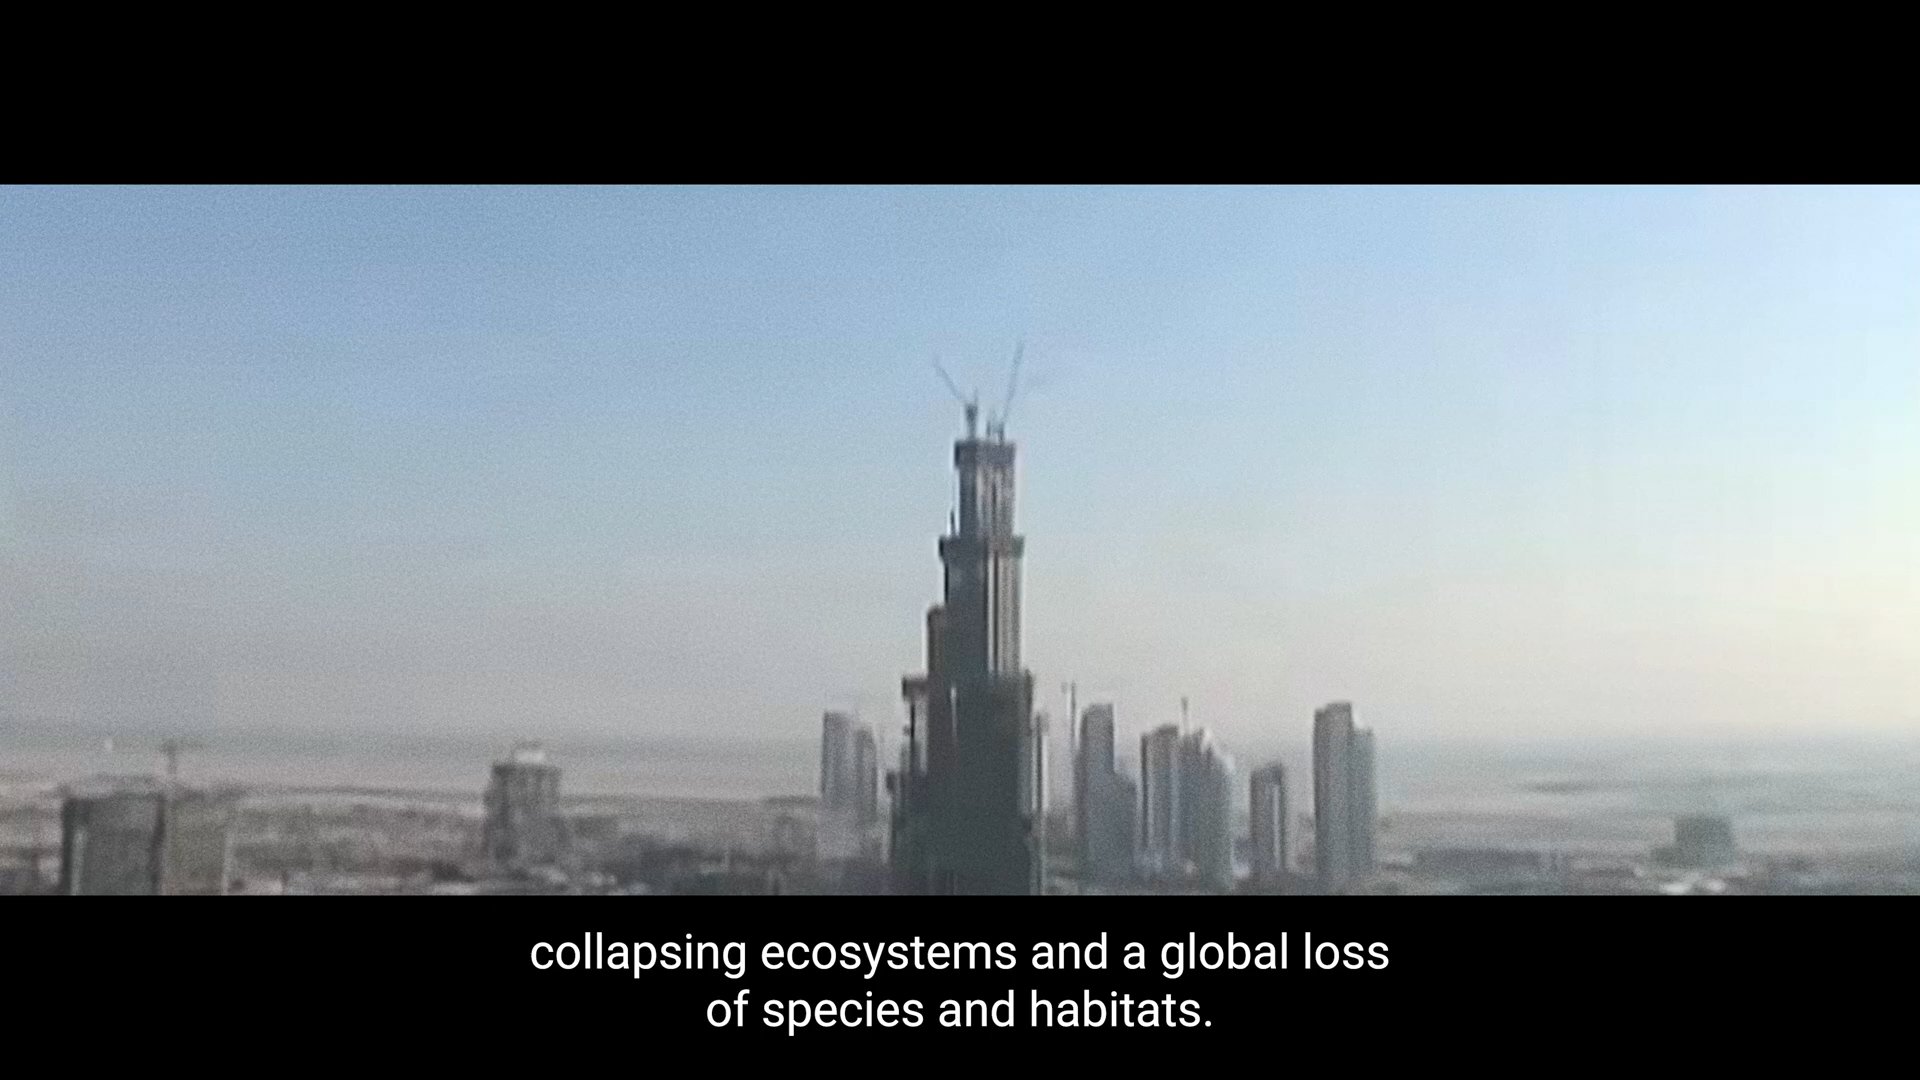 collapsing ecosystems and a global loss
of species and habitats.